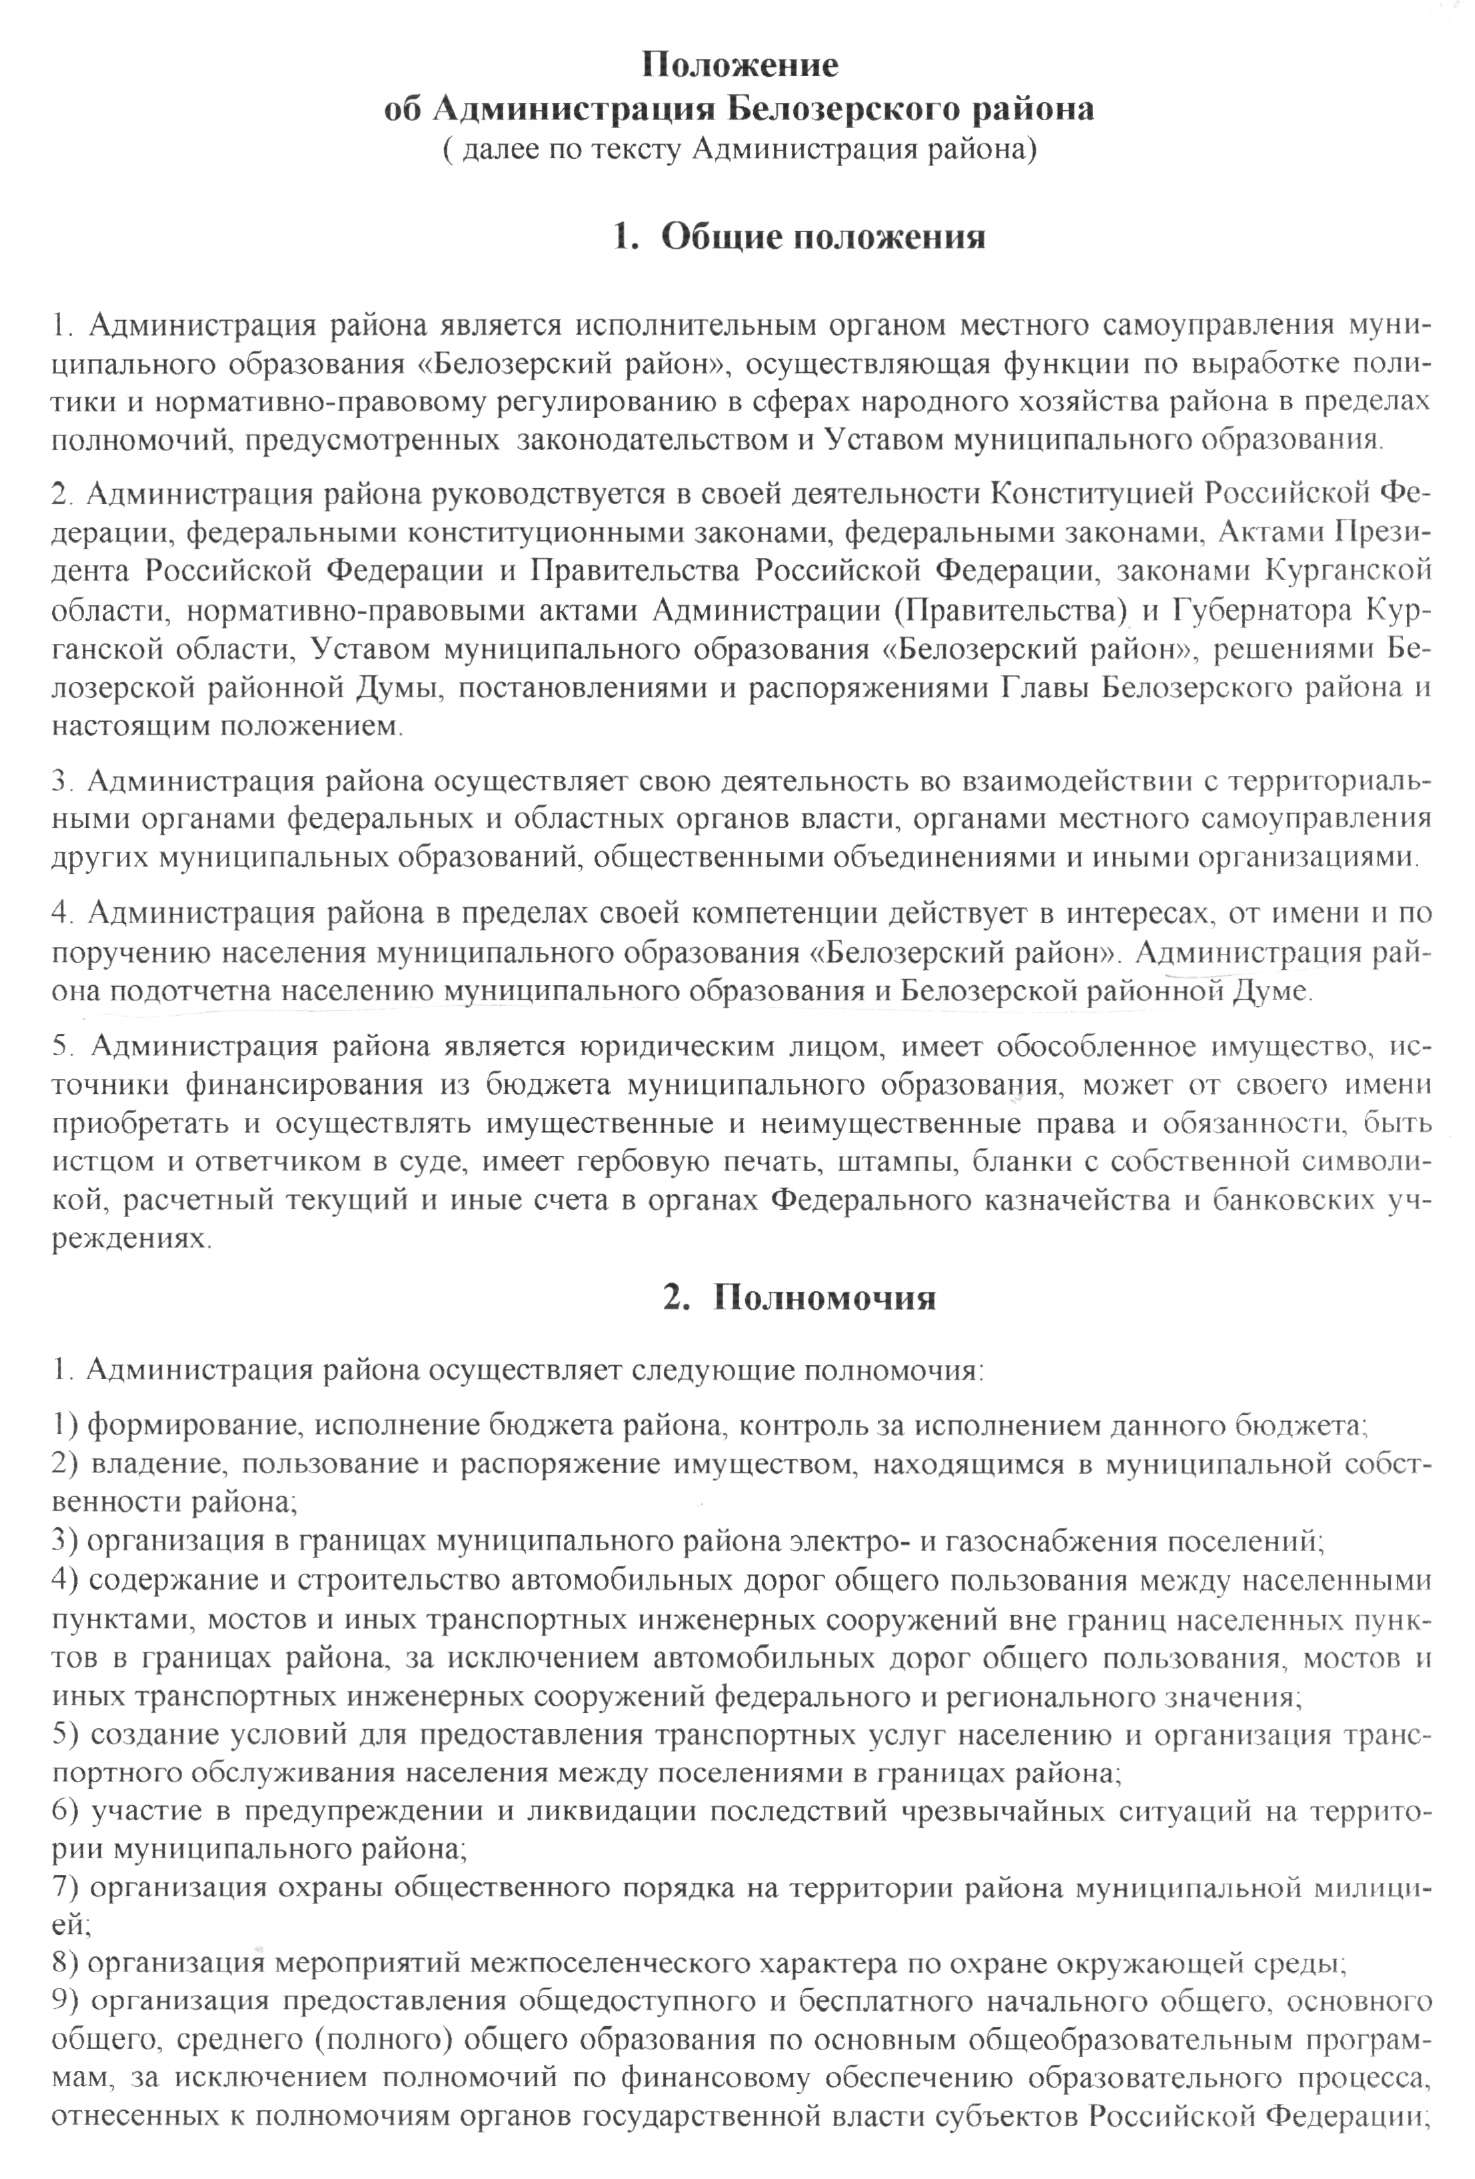 Положение
об Администрация Белозерского района
( далее по тексту Администрация района)
1. Общие положения
1. Администрация района является исполнительным органом местного самоуправления муни-
ципального образования «Белозерский район», осуществляющая функции по выработке поли-
тики и нормативно-правовому регулированию в сферах народного хозяйства района в пределах
полномочий, предусмотренных законодательством и Уставом муниципального образования.
2. Администрация района руководствуется в своей деятельности Конституцией Российской Фе-
дерации, федеральными конституционными законами, федеральными законами, Актами Прези-
дента Российской Федерации и Правительства Российской Федерации, законами Курганской
области, нормативно-правовыми актами Администрации (Правительства) и Губернатора Кур-
ганской области, Уставом муниципального образования «Белозерский район», решениями Бе-
лозерской районной Думы, постановлениями и распоряжениями Главы Белозерского района и
настоящим положением.
3. Администрация района осуществляет свою деятельность во взаимодействии с территориаль-
ными органами федеральных и областных органов власти, органами местного самоуправления
других муниципальных образований, общественными объединениями и иными организациями.
4. Администрация района в пределах своей компетенции действует в интересах, от имени и по
поручению населения муниципального образования «Белозерский район». Администрация рай-
она подотчетна населению муниципального образования и Белозерской районной Думе.
5. Администрация района является юридическим лицом, имеет обособленное имущество, ис-
точники финансирования из бюджета муниципального образования, может от своего имени
приобретать и осуществлять имущественные и неимущественные права и обязанности, быть
истцом и ответчиком в суде, имеет гербовую печать, штампы, бланки с собственной символи-
кой, расчетный текущий и иные счета в органах Федерального казначейства и банковских уч-
реждениях.
2. Полномочия
1. Администрация района осуществляет следующие полномочия:
1) формирование, исполнение бюджета района, контроль за исполнением данного бюджета;
2) владение, пользование и распоряжение имуществом, находящимся в муниципальной собст-
венности района;
3) организация в границах муниципального района электро- и газоснабжения поселений;
4) содержание и строительство автомобильных дорог общего пользования между населенными
пунктами, мостов и иных транспортных инженерных сооружений вне границ населенных пунк-
тов в границах района, за исключением автомобильных дорог общего пользования, мостов и
иных транспортных инженерных сооружений федерального и регионального значения;
5) создание условий для предоставления транспортных услуг населению и организация транс-
портного обслуживания населения между поселениями в границах района;
6) участие в предупреждении и ликвидации последствий чрезвычайных ситуаций на террито-
рии муниципального района;
7) организация охраны общественного порядка на территории района муниципальной милици-
ей;
8) организация мероприятий межпоселенческого характера по охране окружающей среды;
9) организация предоставления общедоступного и бесплатного начального общего, основного
общего, среднего (полного) общего образования по основным общеобразовательным програм-
мам, за исключением полномочий по финансовому обеспечению образовательного процесса,
отнесенных к полномочиям органов государственной власти субъектов Российской Федерации;